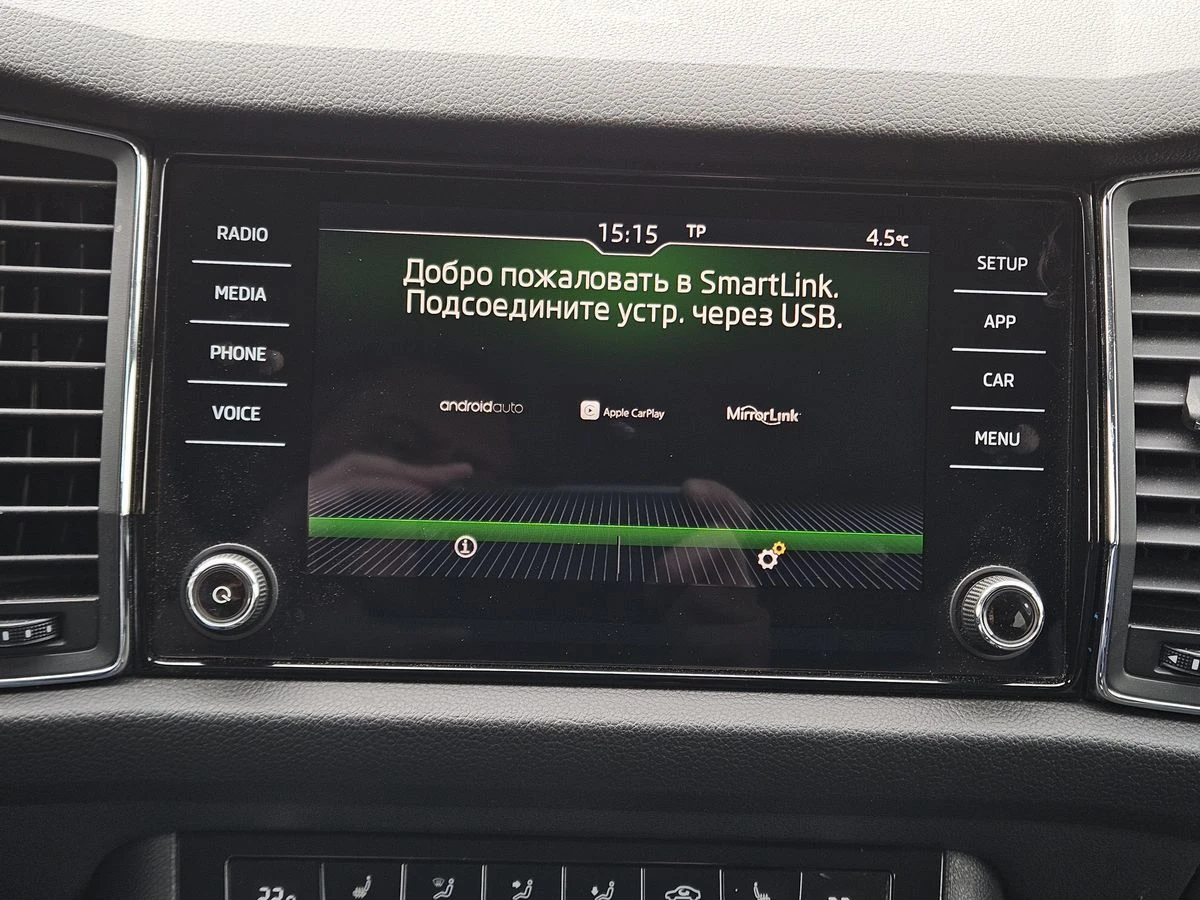 RADIO
MEDIA
PHONE
VOICE
15:15 TP 4.5°C
Добро пожаловать в SmartLink.
Подсоедините устр. через USB.
androidauto Apple CarPlay MirrorLink
SETUP
APP
CAR
MENU